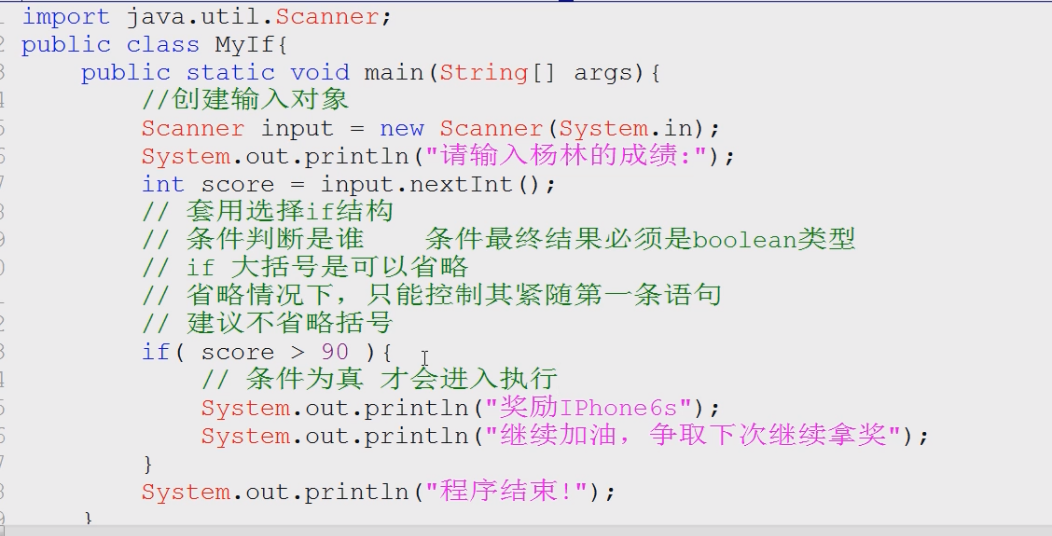 import java.util.Scanner;
public class MyIf{
    public static void main(String[] args){
        //创建输入对象
        Scanner input = new Scanner(System.in);
        System.out.println("请输入杨林的成绩:");
        int score = input.nextInt();
        // 套用选择if结构
        // 条件判断是谁    条件最终结果必须是boolean类型
        // if 大括号是可以省略
        // 省略情况下，只能控制其紧随第一条语句
        // 建议不省略括号
        if( score > 90 ){
            // 条件为真 才会进入执行
            System.out.println("奖励IPhone6s");
            System.out.println("继续加油，争取下次继续拿奖");
        }
        System.out.println("程序结束!");
    }